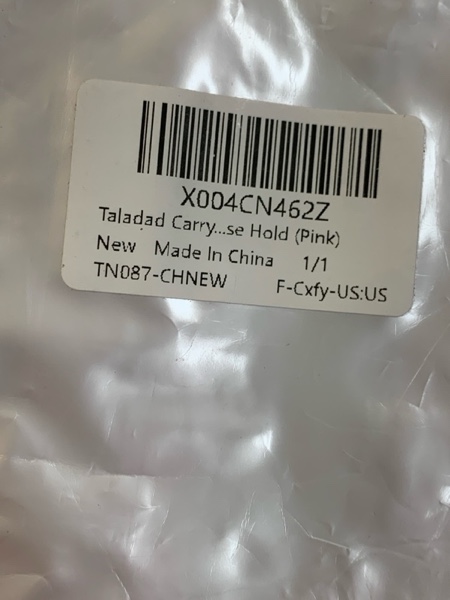 X004CN462Z
Taladad Carry...se Hold (Pink)
New Made In China 1/1
TN087-CHNEW F-Cxfy-US:US